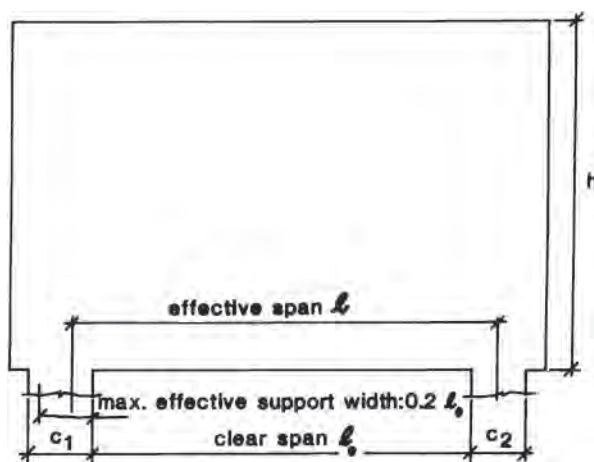 h
effective span ℓ
max. effective support width:0.2 ℓ₀
c₁
clear span ℓ₀
c₂